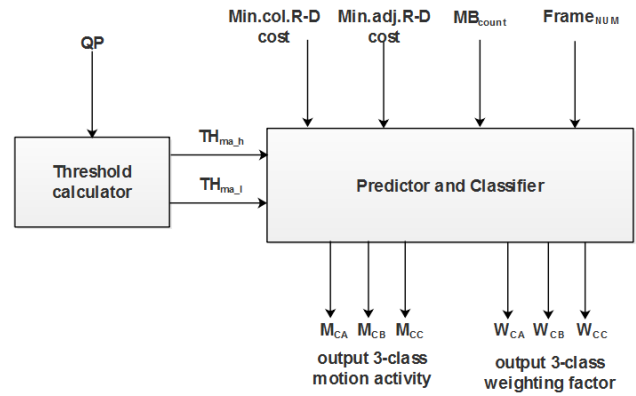 Min.col.R-D cost
Min.adj.R-D cost
MBcount
FrameNUM
QP
THma_h
THma_l
Threshold calculator
Predictor and Classifier
MCA MCB MCC
output 3-class
motion activity
WCA WCB WCC
output 3-class
weighting factor